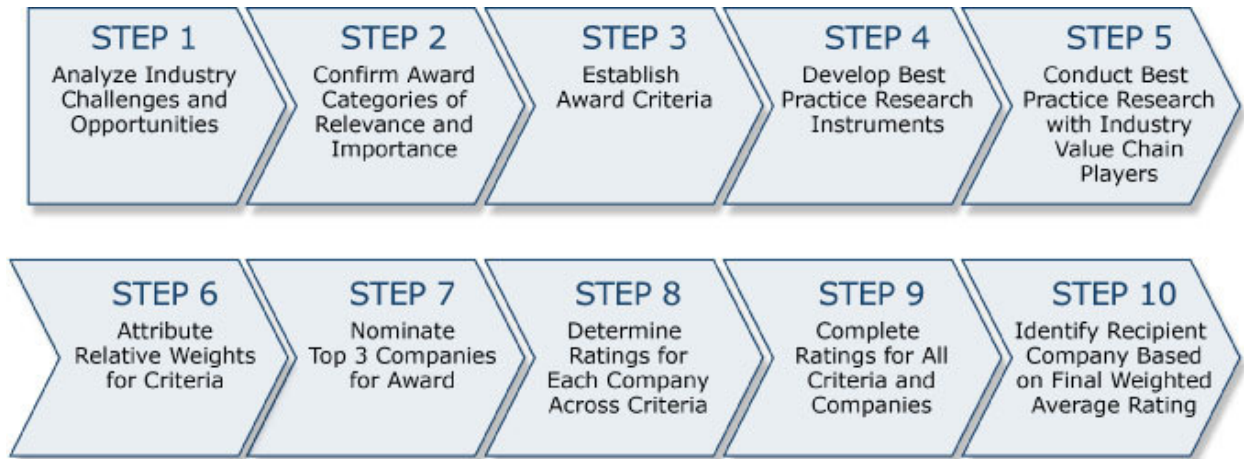 STEP 1
Analyze Industry
Challenges and
Opportunities
STEP 2
Confirm Award
Categories of
Relevance and
Importance
STEP 3
Establish
Award Criteria
STEP 4
Develop Best
Practice Research
Instruments
STEP 5
Conduct Best
Practice Research
with Industry
Value Chain
Players
STEP 6
Attribute
Relative Weights
for Criteria
STEP 7
Nominate
Top 3 Companies
for Award
STEP 8
Determine
Ratings for
Each Company
Across Criteria
STEP 9
Complete
Ratings for All
Criteria and
Companies
STEP 10
Identify Recipient
Company Based
on Final Weighted
Average Rating